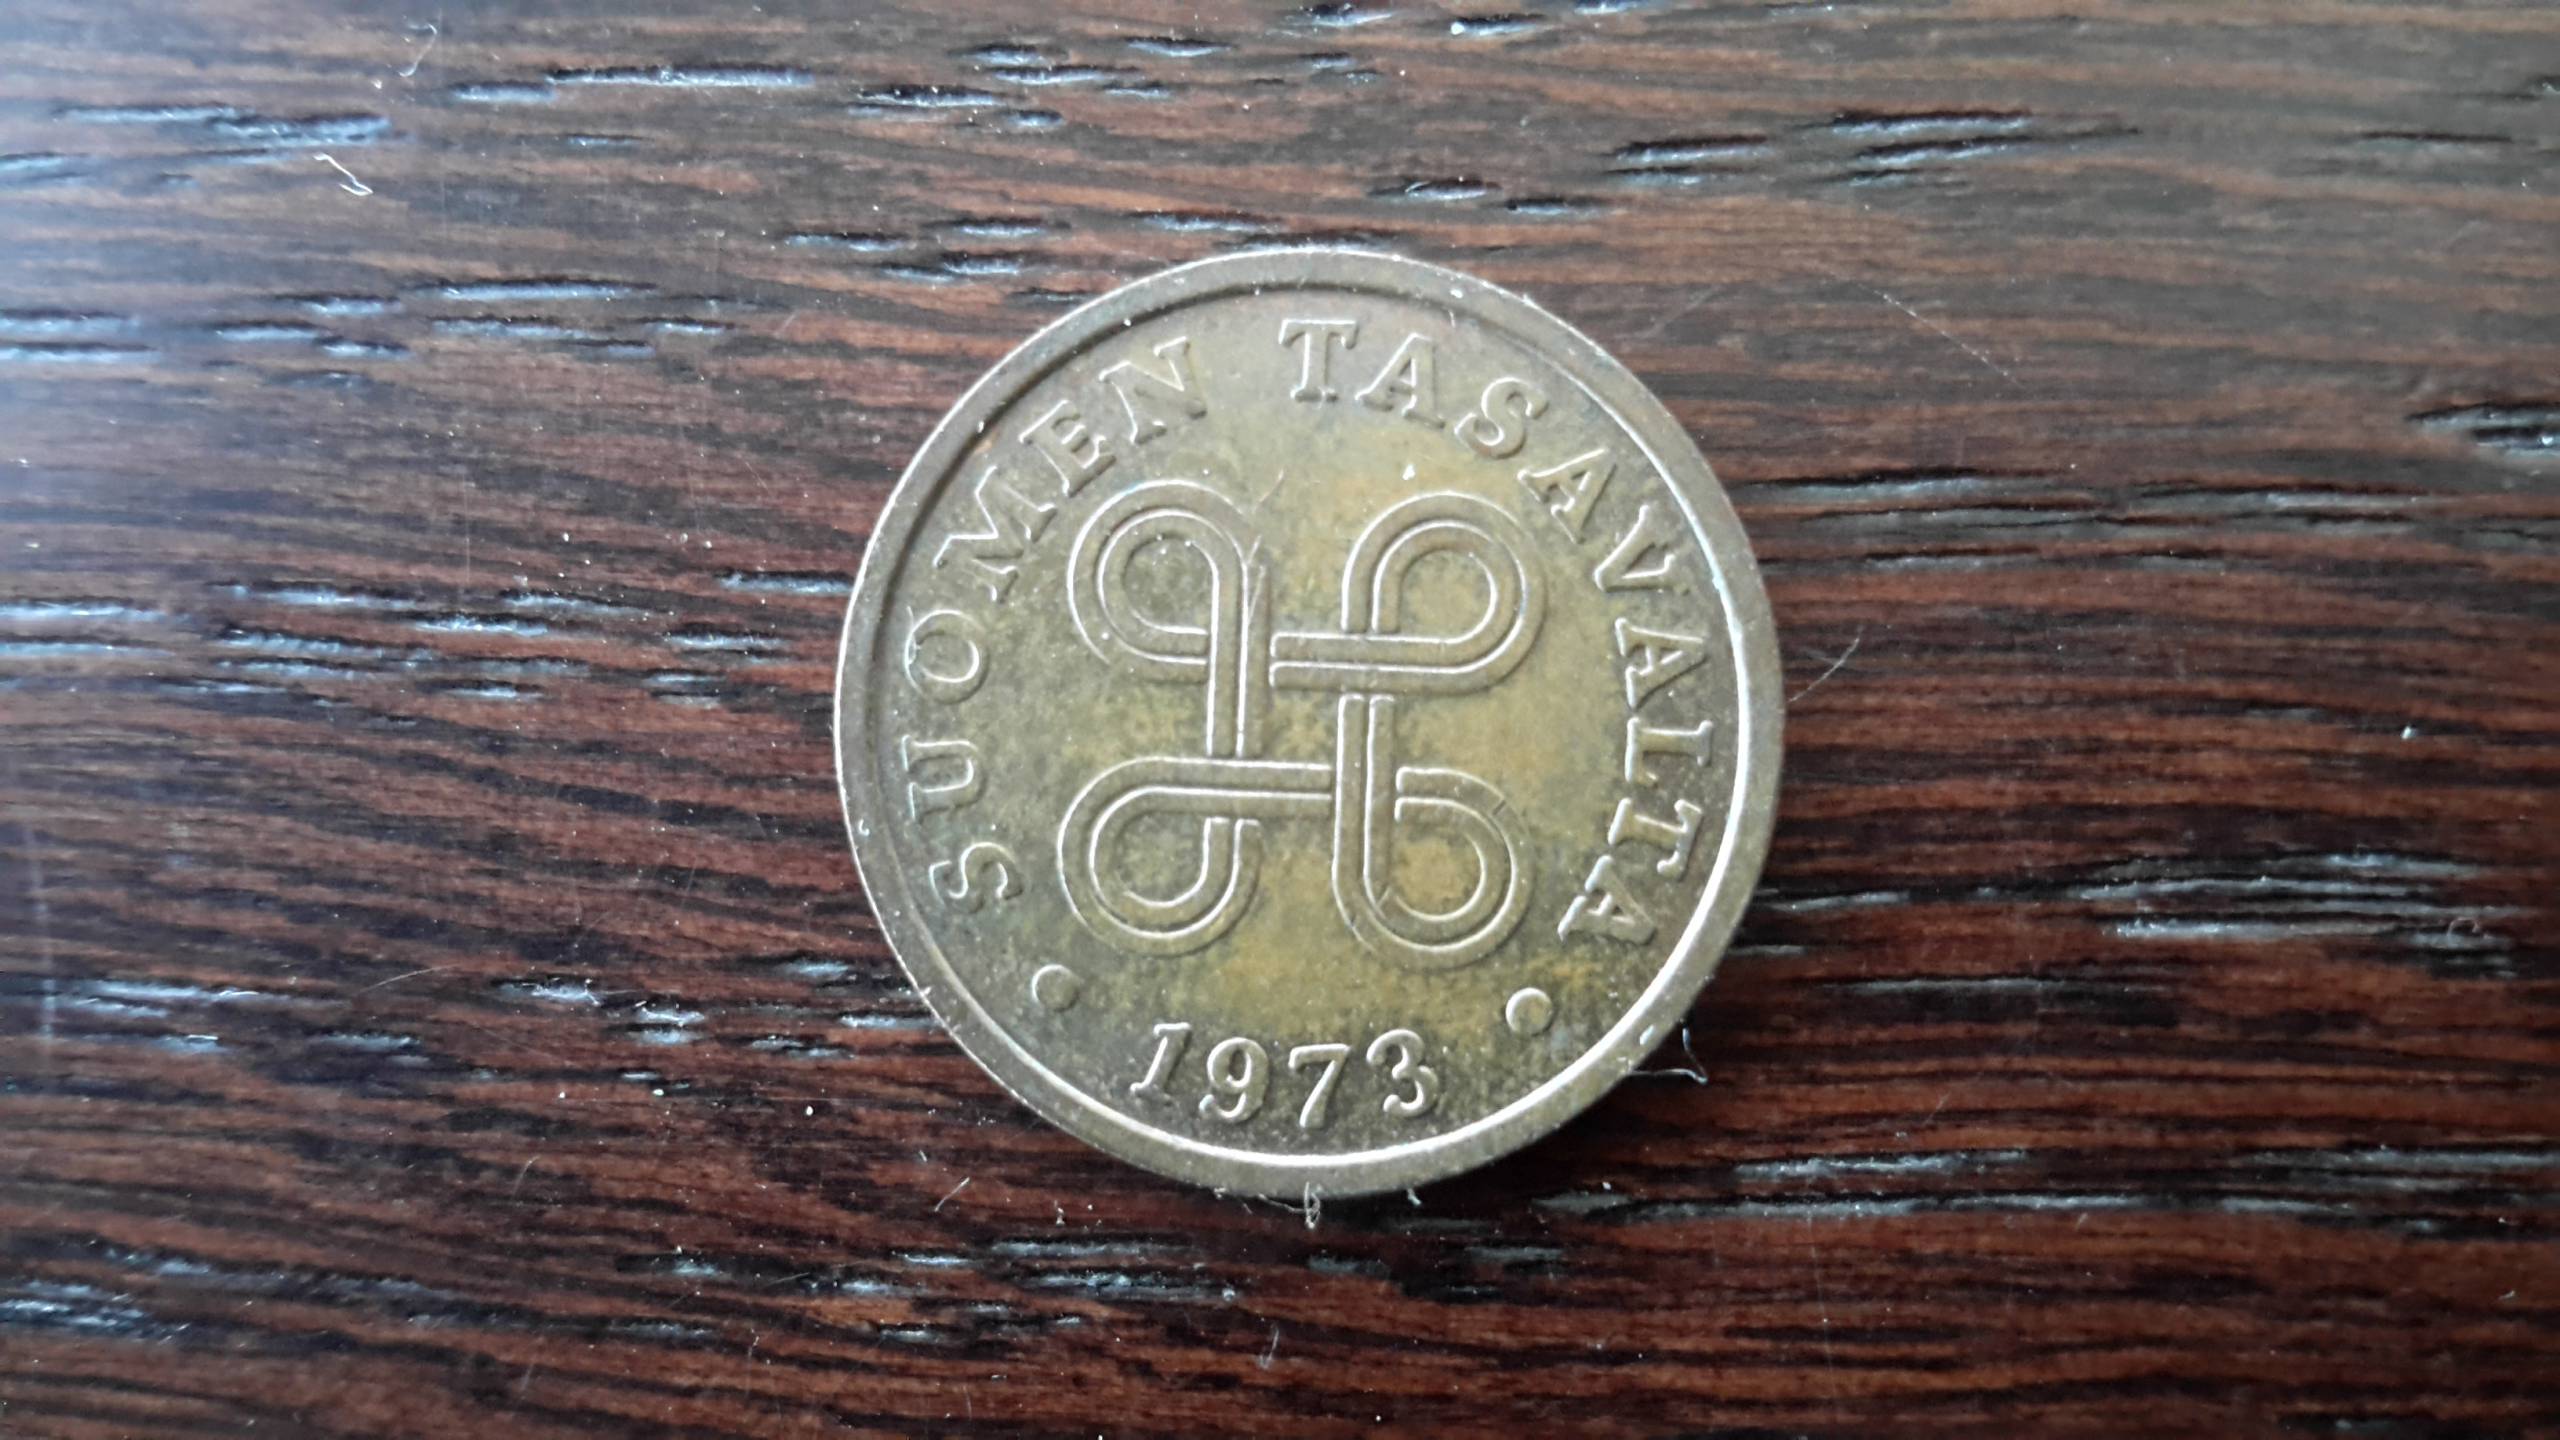 SUOMEN TASAVALTA
• 1973 •